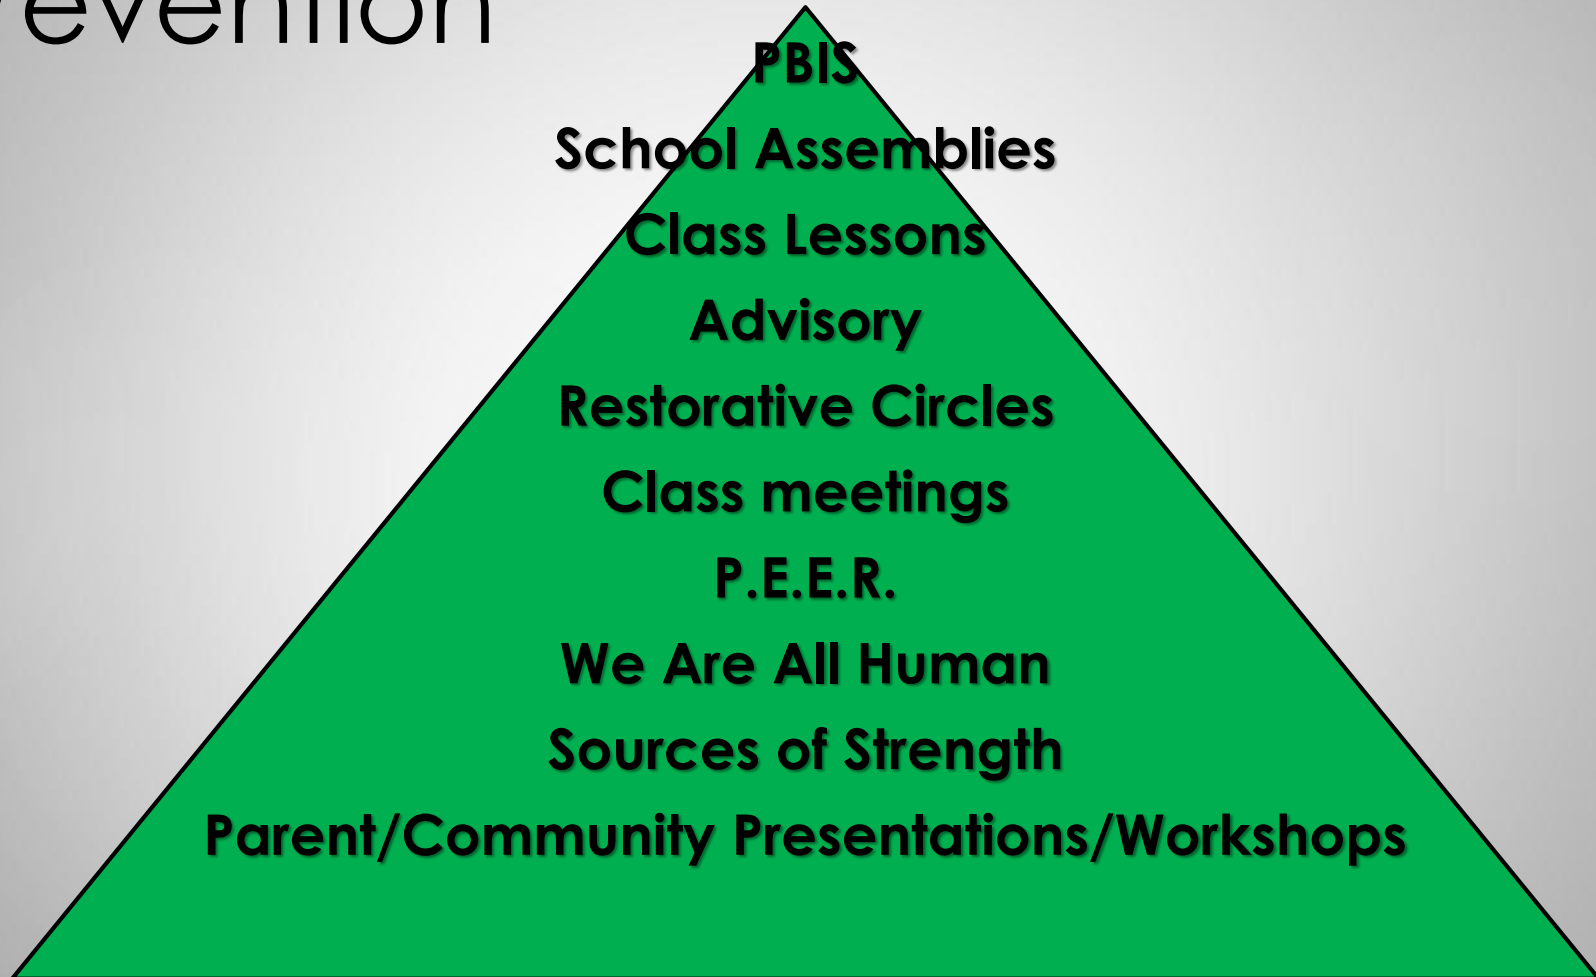 revention
PBIS
School Assemblies
Class Lessons
Advisory
Restorative Circles
Class meetings
P.E.E.R.
We Are All Human
Sources of Strength
Parent/Community Presentations/Workshops